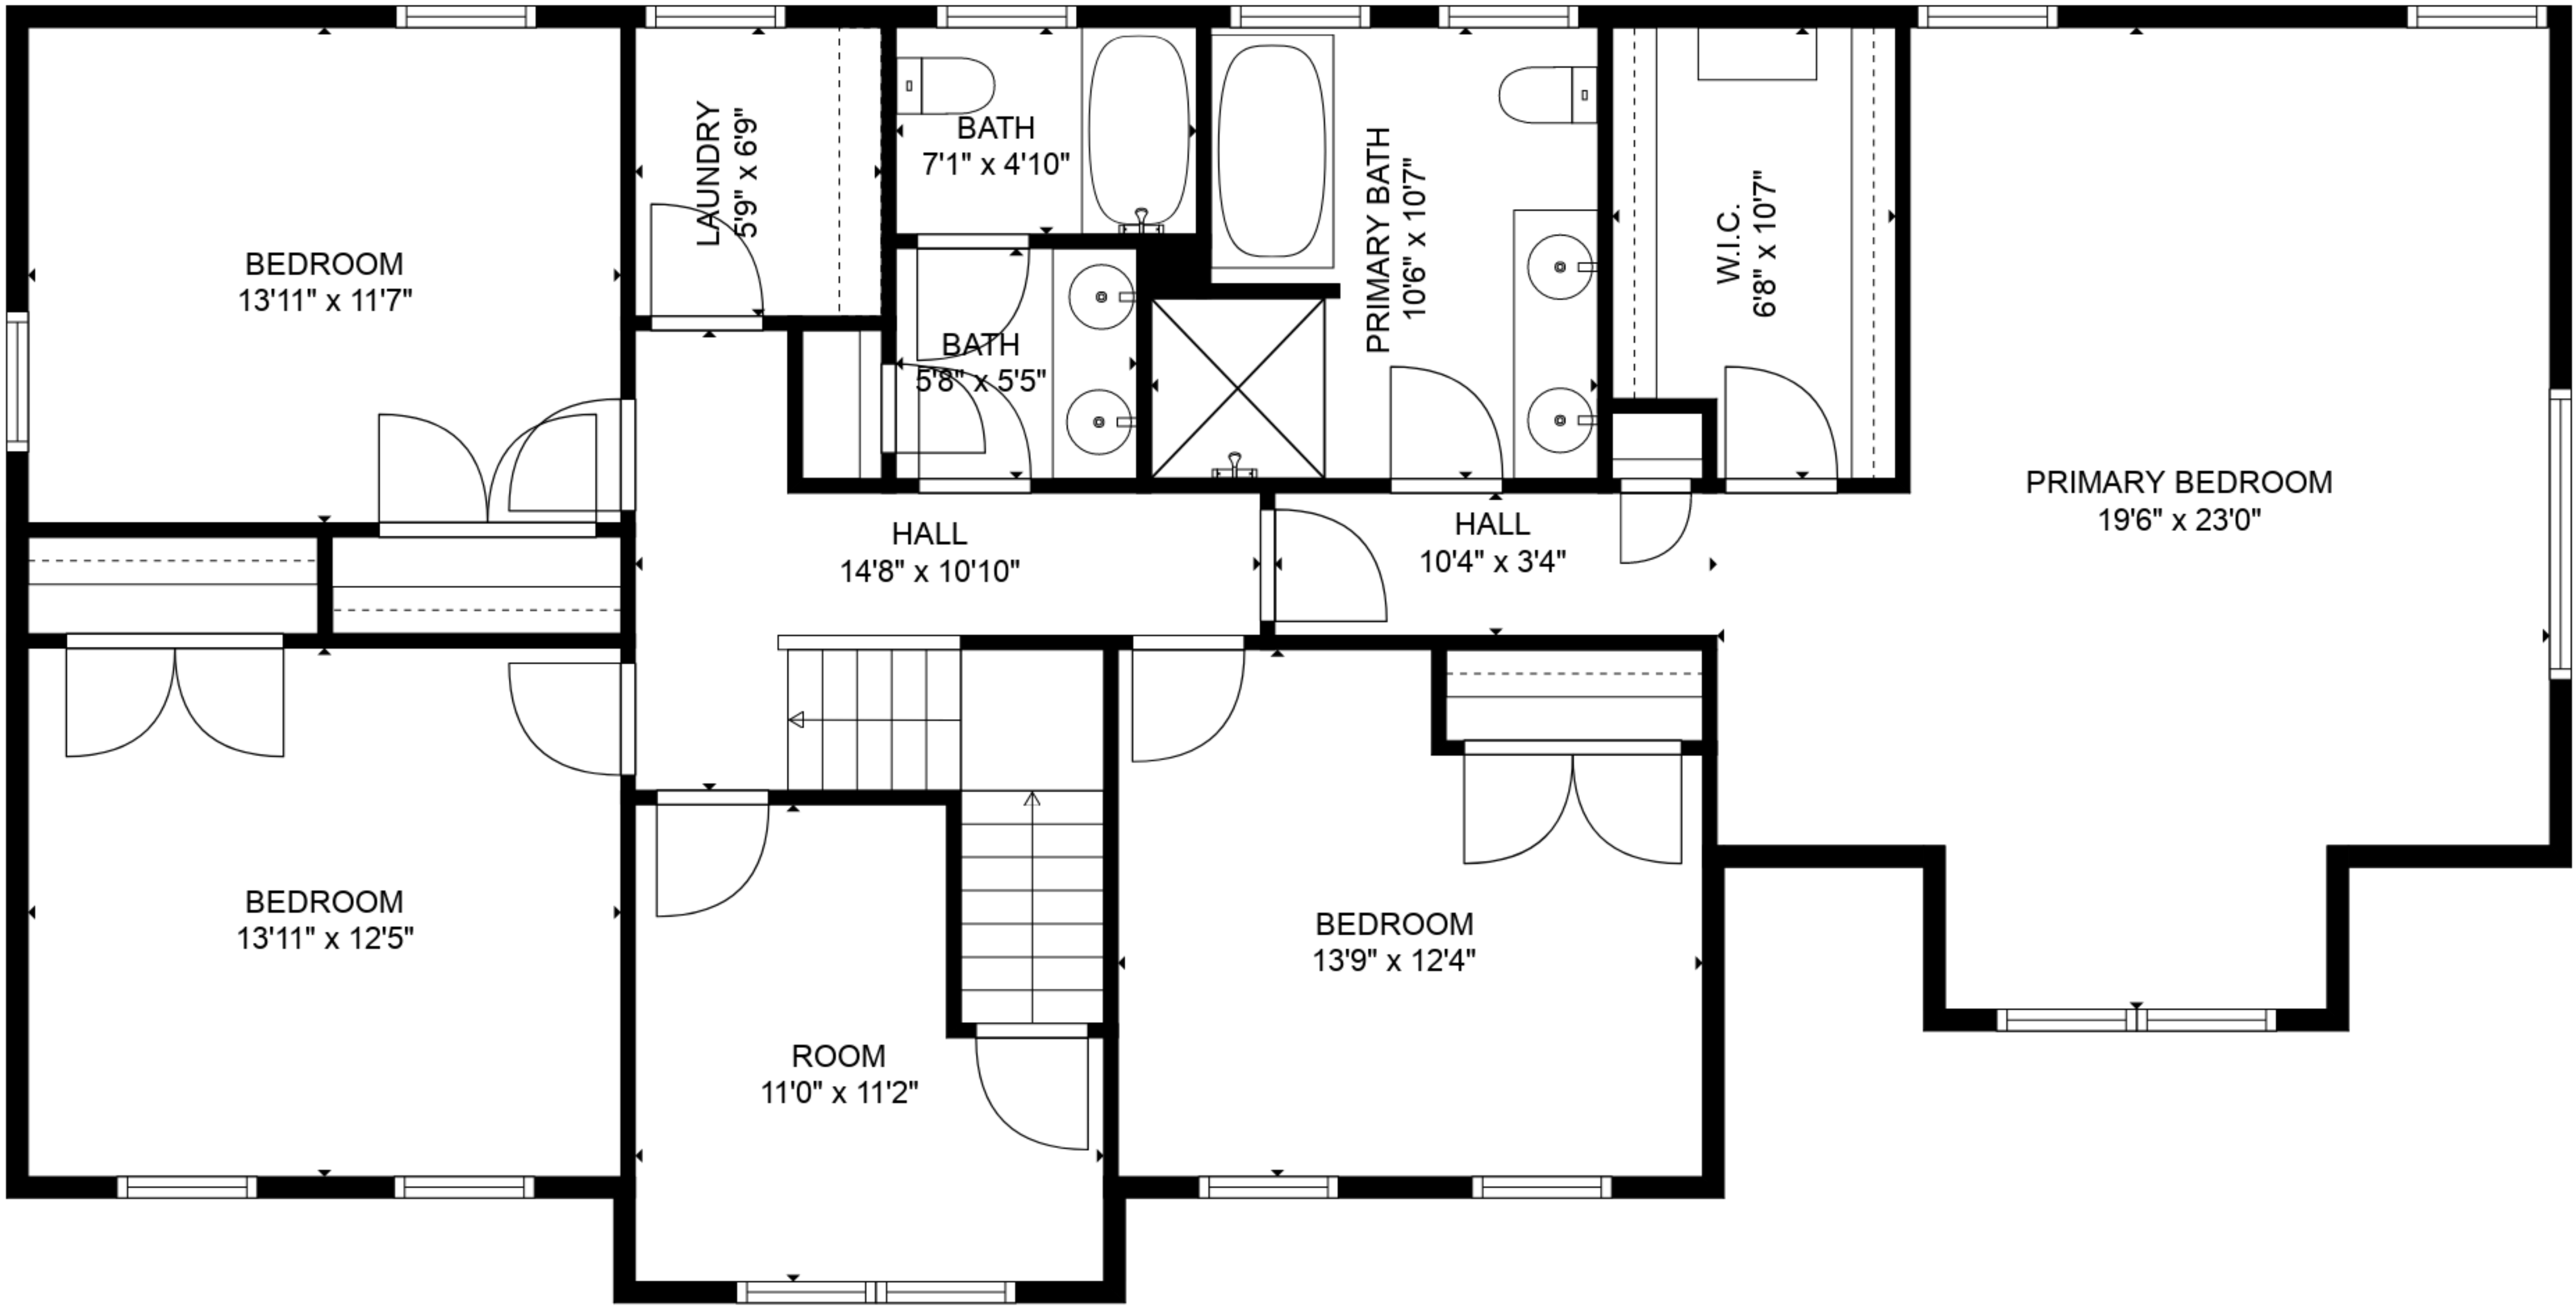 BEDROOM
13'11" x 11'7"
LAUNDRY
5'9" x 6'9"
BATH
7'1" x 4'10"
BATH
5'8" x 5'5"
PRIMARY BATH
10'6" x 10'7"
W.I.C.
6'8" x 10'7"
PRIMARY BEDROOM
19'6" x 23'0"
HALL
14'8" x 10'10"
HALL
10'4" x 3'4"
BEDROOM
13'11" x 12'5"
ROOM
11'0" x 11'2"
BEDROOM
13'9" x 12'4"